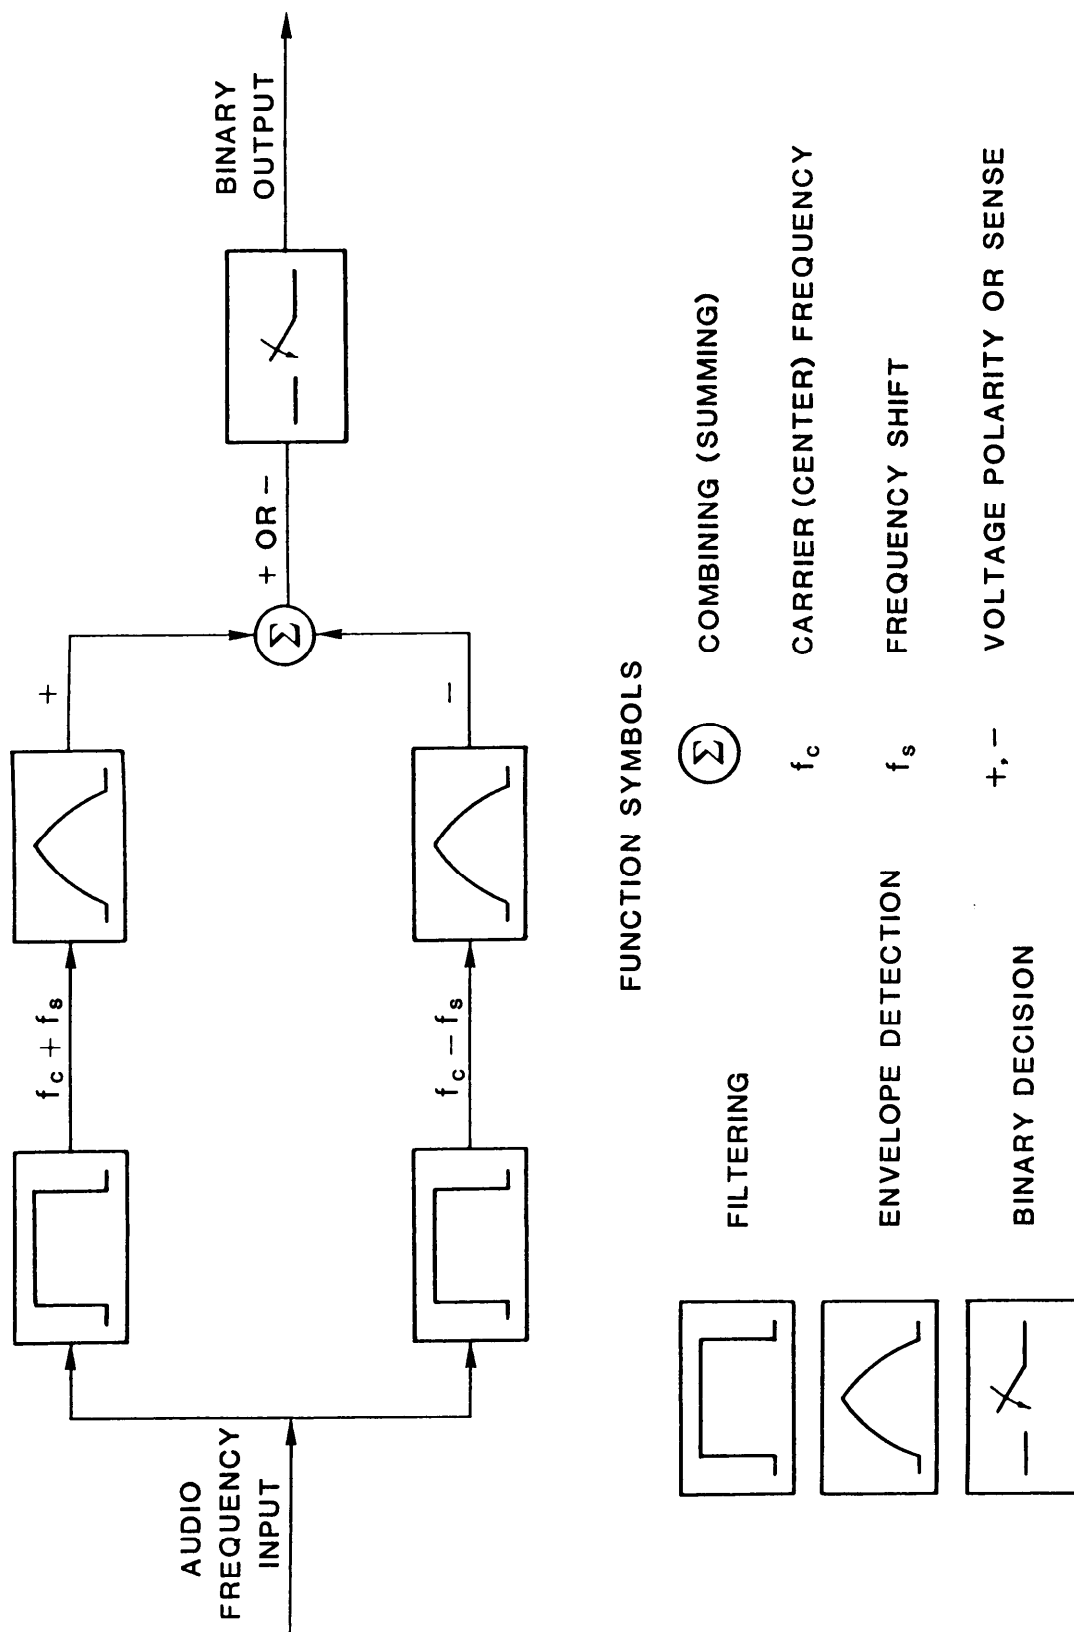 AUDIO
FREQUENCY
INPUT
f_c + f_s
f_c − f_s
+
−
Σ
+ OR −
BINARY
OUTPUT
FUNCTION SYMBOLS
FILTERING
ENVELOPE DETECTION
BINARY DECISION
Σ COMBINING (SUMMING)
f_c CARRIER (CENTER) FREQUENCY
f_s FREQUENCY SHIFT
+, − VOLTAGE POLARITY OR SENSE